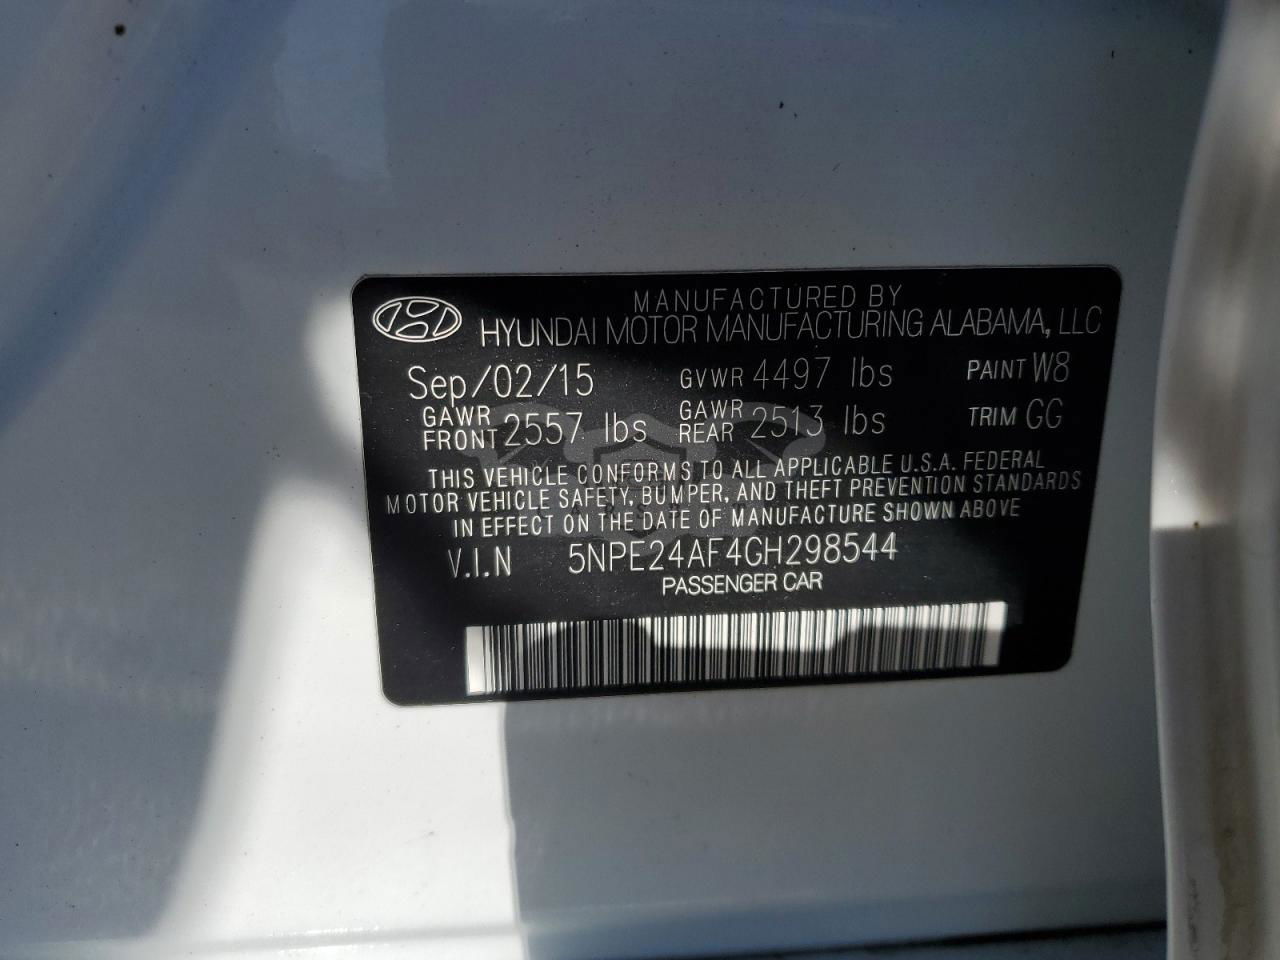 MANUFACTURED BY
HYUNDAI MOTOR MANUFACTURING ALABAMA, LLC
Sep/02/15 GVWR 4497 lbs PAINT W8
GAWR FRONT 2557 lbs GAWR REAR 2513 lbs TRIM GG
THIS VEHICLE CONFORMS TO ALL APPLICABLE U.S.A. FEDERAL
MOTOR VEHICLE SAFETY, BUMPER, AND THEFT PREVENTION STANDARDS
IN EFFECT ON THE DATE OF MANUFACTURE SHOWN ABOVE
V.I.N 5NPE24AF4GH298544
PASSENGER CAR